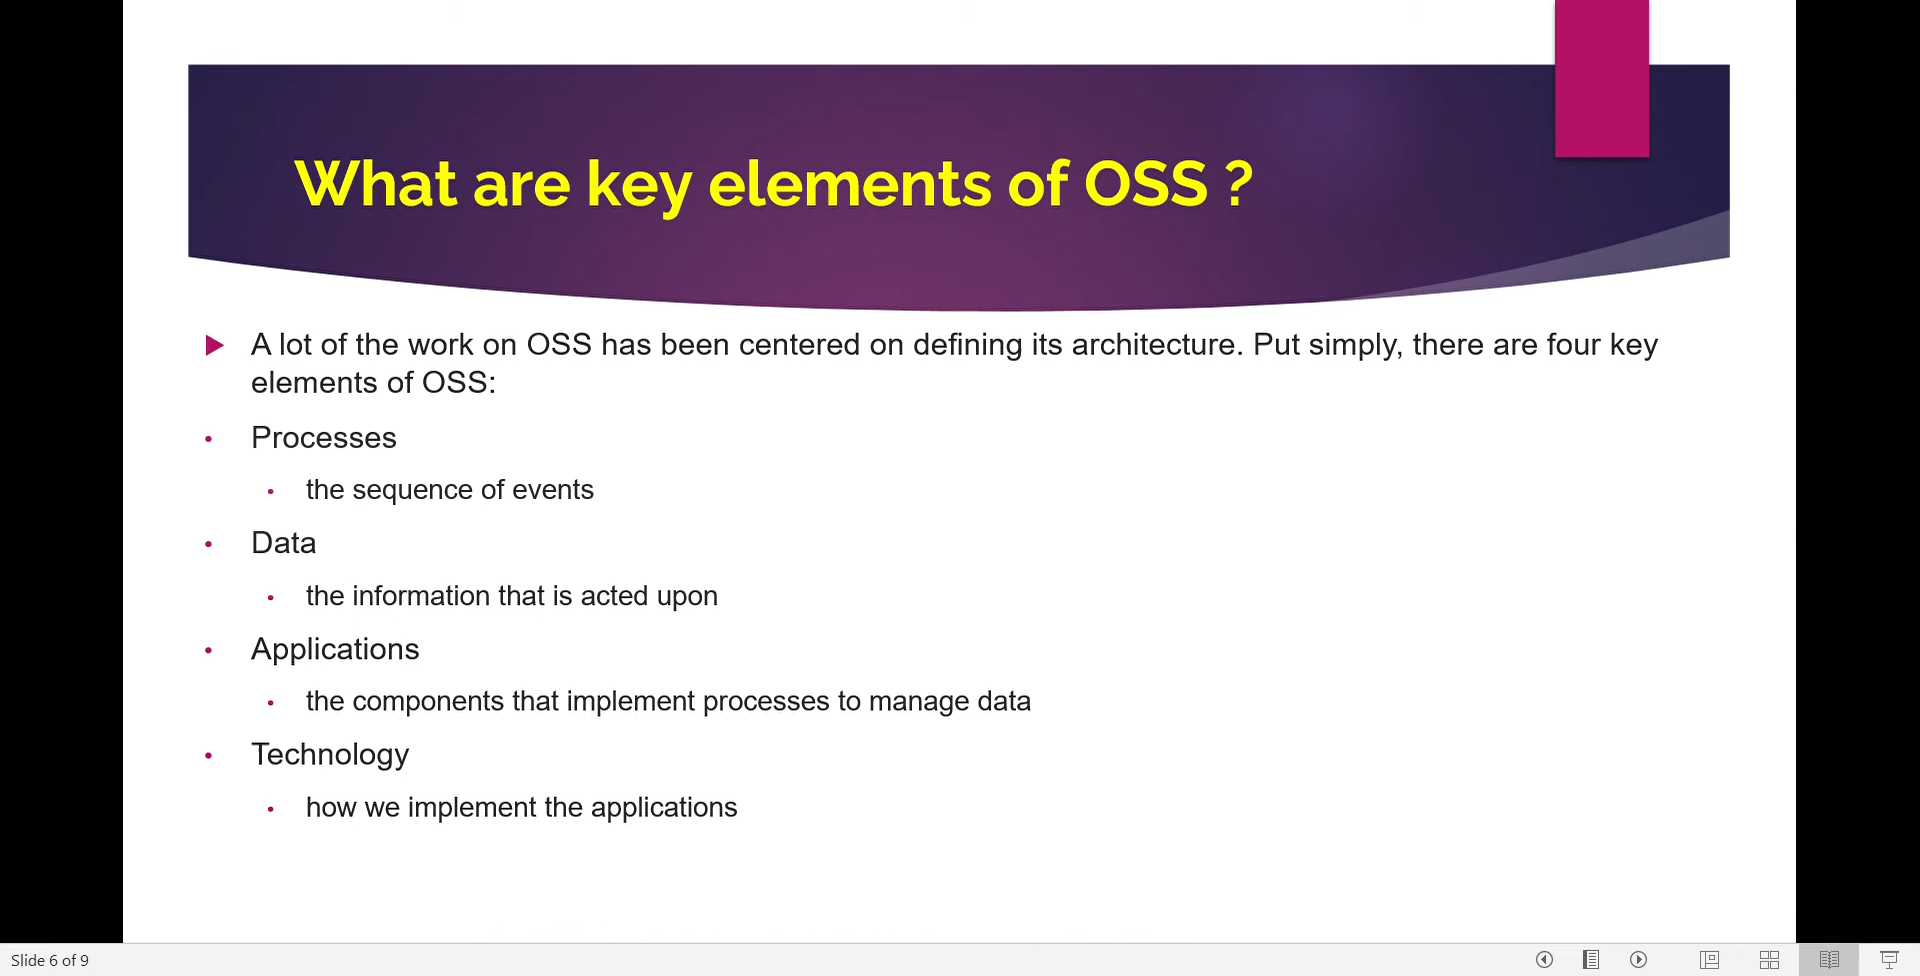 What are key elements of OSS ?
A lot of the work on OSS has been centered on defining its architecture. Put simply, there are four key
elements of OSS:
• Processes
• the sequence of events
• Data
• the information that is acted upon
• Applications
• the components that implement processes to manage data
• Technology
• how we implement the applications
Slide 6 of 9